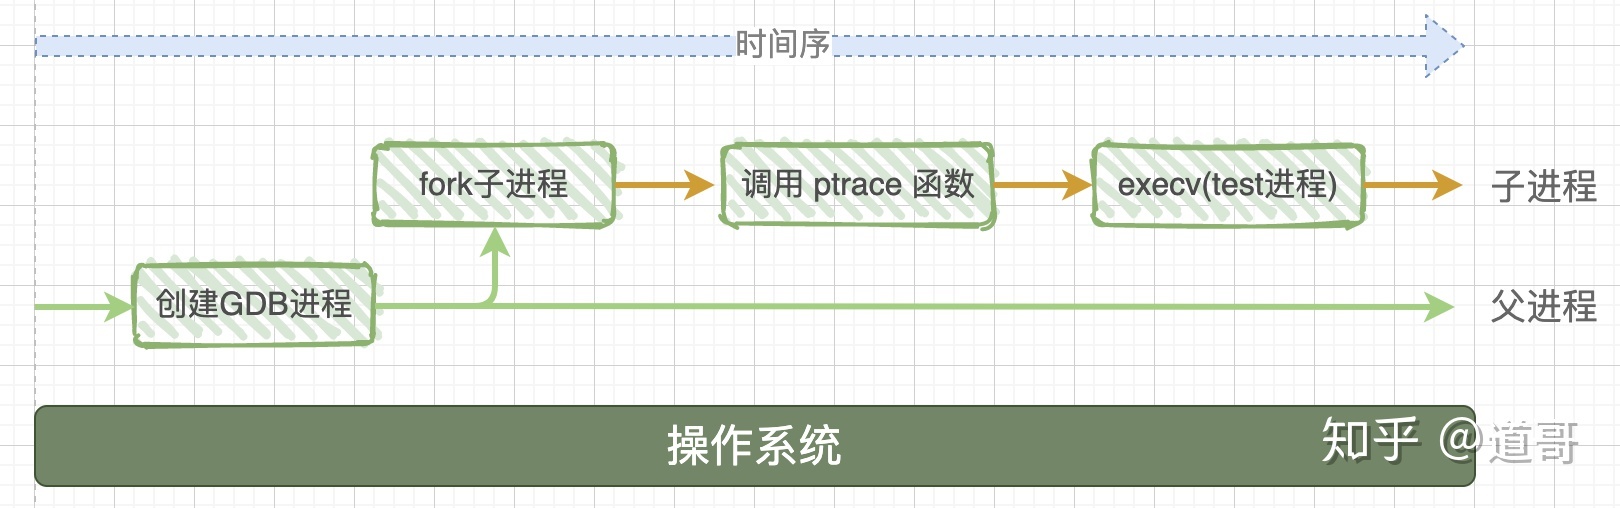 时间序
fork子进程
调用 ptrace 函数
execv(test进程)
子进程
创建GDB进程
父进程
操作系统
知乎 @道哥